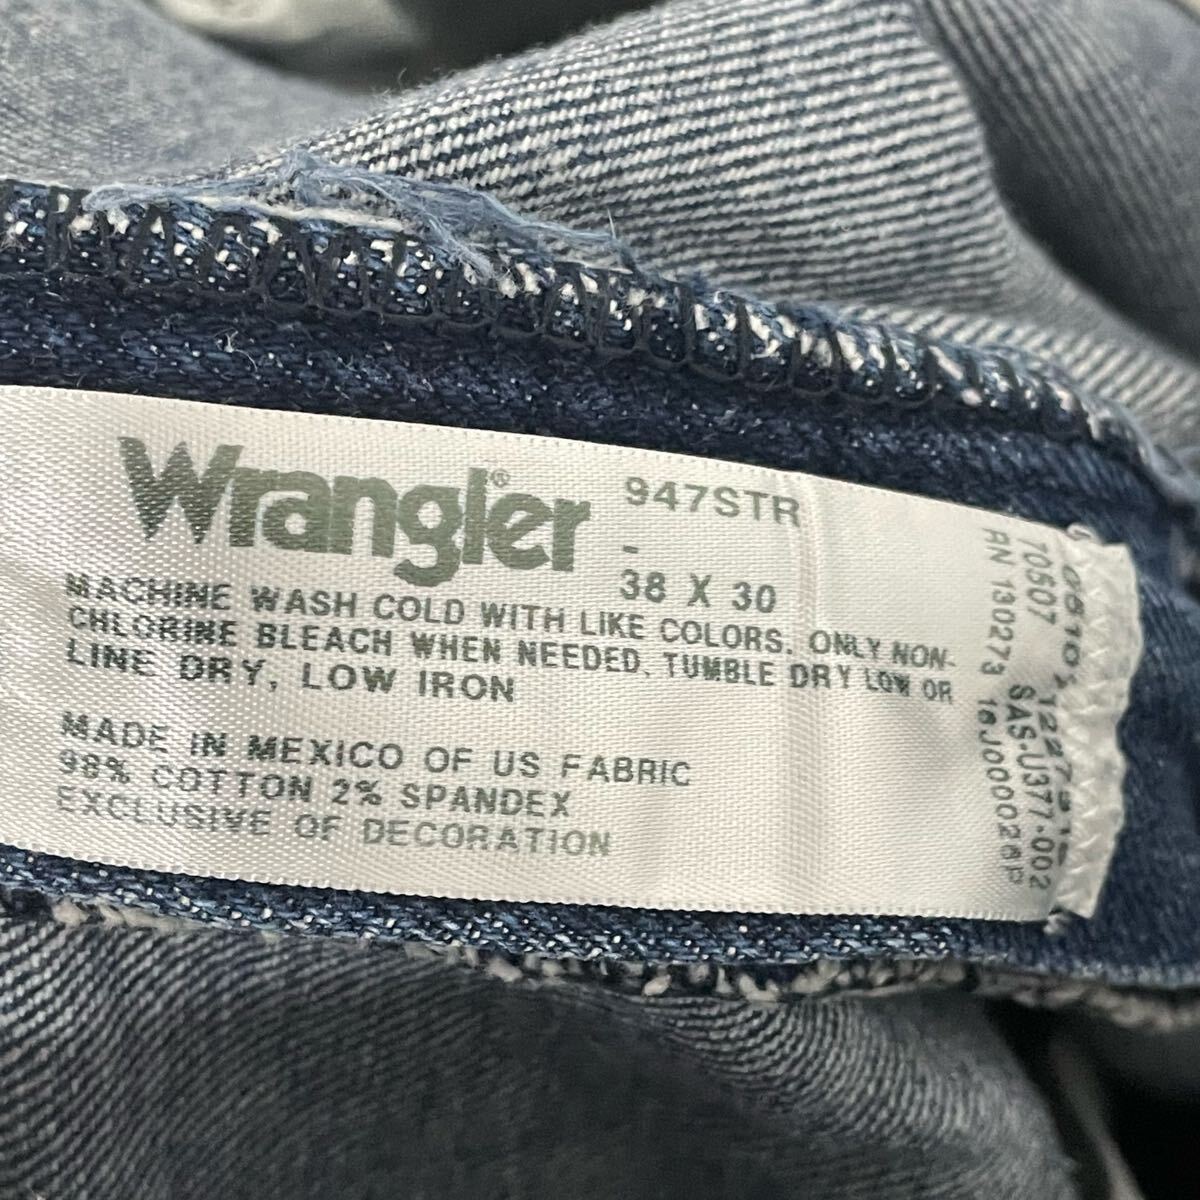 Wrangler®
947STR
-
38 X 30
MACHINE WASH COLD WITH LIKE COLORS. ONLY NON-
CHLORINE BLEACH WHEN NEEDED. TUMBLE DRY LOW OR
LINE DRY, LOW IRON
MADE IN MEXICO OF US FABRIC
98% COTTON 2% SPANDEX
EXCLUSIVE OF DECORATION
70507 SAS.U377-002
RN 130273 16J000026P